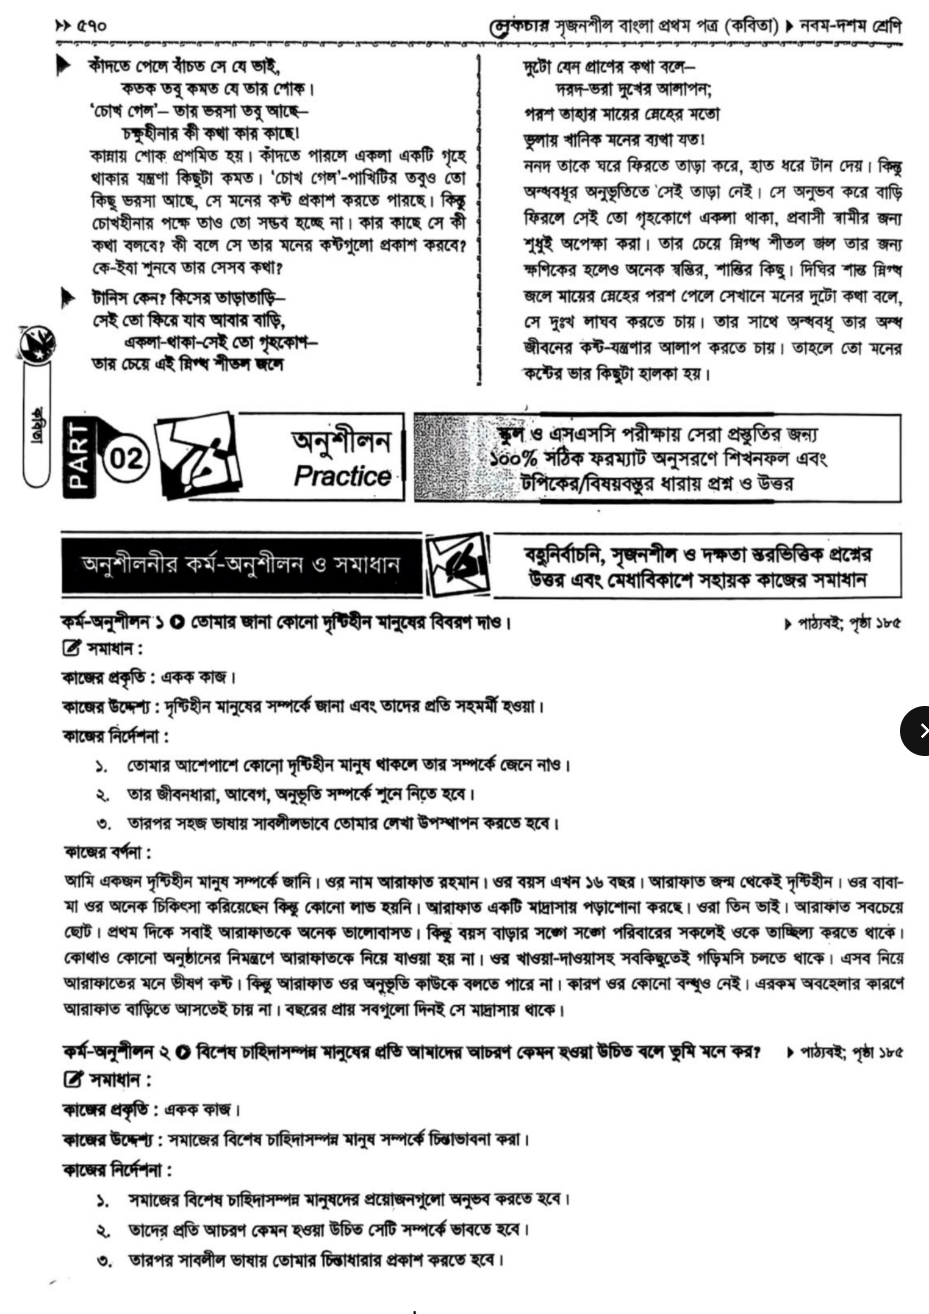 ৫৭০
লেকচার সৃজনশীল বাংলা প্রথম পত্র (কবিতা) ▶ নবম-দশম শ্রেণি
কাঁদতে পেলে বাঁচত সে যে ভাই,
কতক তবু কমত যে তার শোক।
‘চোখ গেল’– তার ভরসা তবু আছে–
চক্ষুহীনার কী কথা কার কাছে!
কান্নায় শোক প্রশমিত হয়। কাঁদতে পারলে একলা একটি গৃহে
থাকার যন্ত্রণা কিছুটা কমত। ‘চোখ গেল’-পাখিটির তবুও তো
কিছু ভরসা আছে, সে মনের কষ্ট প্রকাশ করতে পারছে। কিন্তু
চোখহীনার পক্ষে তাও তো সম্ভব হচ্ছে না। কার কাছে সে কী
কথা বলবে? কী বলে সে তার মনের কষ্টগুলো প্রকাশ করবে?
কে-ইবা শুনবে তার সেসব কথা?
টানিস কেন? কিসের তাড়াতাড়ি–
সেই তো ফিরে যাব আবার বাড়ি,
একলা-থাকা-সেই তো গৃহকোণ–
তার চেয়ে এই স্নিগ্ধ শীতল জলে
দুটো যেন প্রাণের কথা বলে–
দরদ-ভরা দুখের আলাপন;
পরশ তাহার মায়ের স্নেহের মতো
ভুলায় খানিক মনের ব্যথা যত!
ননদ তাকে ঘরে ফিরতে তাড়া করে, হাত ধরে টান দেয়। কিন্তু
অন্ধবধূর অনুভূতিতে সেই তাড়া নেই। সে অনুভব করে বাড়ি
ফিরলে সেই তো গৃহকোণে একলা থাকা, প্রবাসী স্বামীর জন্য
শুধুই অপেক্ষা করা। তার চেয়ে স্নিগ্ধ শীতল জল তার জন্য
ক্ষণিকের হলেও অনেক স্বস্তির, শান্তির কিছু। দিঘির শান্ত স্নিগ্ধ
জলে মায়ের স্নেহের পরশ পেলে সেখানে মনের দুটো কথা বলে,
সে দুঃখ লাঘব করতে চায়। তার সাথে অন্ধবধূ তার অন্ধ
জীবনের কষ্ট-যন্ত্রণার আলাপ করতে চায়। তাহলে তো মনের
কষ্টের ভার কিছুটা হালকা হয়।
কবিতা
PART 02
অনুশীলন
Practice
স্কুল ও এসএসসি পরীক্ষায় সেরা প্রস্তুতির জন্য
১০০% সঠিক ফরম্যাট অনুসরণে শিখনফল এবং
টপিকের/বিষয়বস্তুর ধারায় প্রশ্ন ও উত্তর
অনুশীলনীর কর্ম-অনুশীলন ও সমাধান
বহুনির্বাচনি, সৃজনশীল ও দক্ষতা স্তরভিত্তিক প্রশ্নের
উত্তর এবং মেধাবিকাশে সহায়ক কাজের সমাধান
কর্ম-অনুশীলন ১ ▶ তোমার জানা কোনো দৃষ্টিহীন মানুষের বিবরণ দাও। ▶ পাঠ্যবই; পৃষ্ঠা ১৮৫
সমাধান :
কাজের প্রকৃতি : একক কাজ।
কাজের উদ্দেশ্য : দৃষ্টিহীন মানুষের সম্পর্কে জানা এবং তাদের প্রতি সহমর্মী হওয়া।
কাজের নির্দেশনা :
১. তোমার আশেপাশে কোনো দৃষ্টিহীন মানুষ থাকলে তার সম্পর্কে জেনে নাও।
২. তার জীবনধারা, আবেগ, অনুভূতি সম্পর্কে শুনে নিতে হবে।
৩. তারপর সহজ ভাষায় সাবলীলভাবে তোমার লেখা উপস্থাপন করতে হবে।
কাজের বর্ণনা :
আমি একজন দৃষ্টিহীন মানুষ সম্পর্কে জানি। ওর নাম আরাফাত রহমান। ওর বয়স এখন ১৬ বছর। আরাফাত জন্ম থেকেই দৃষ্টিহীন। ওর বাবা-
মা ওর অনেক চিকিৎসা করিয়েছেন কিন্তু কোনো লাভ হয়নি। আরাফাত একটি মাদ্রাসায় পড়াশোনা করছে। ওরা তিন ভাই। আরাফাত সবচেয়ে
ছোট। প্রথম দিকে সবাই আরাফাতকে অনেক ভালোবাসত। কিন্তু বয়স বাড়ার সঙ্গে সঙ্গে পরিবারের সকলেই ওকে তাচ্ছিল্য করতে থাকে।
কোথাও কোনো অনুষ্ঠানের নিমন্ত্রণে আরাফাতকে নিয়ে যাওয়া হয় না। ওর খাওয়া-দাওয়াসহ সবকিছুতেই গড়িমসি চলতে থাকে। এসব নিয়ে
আরাফাতের মনে ভীষণ কষ্ট। কিন্তু আরাফাত ওর অনুভূতি কাউকে বলতে পারে না। কারণ ওর কোনো বন্ধুও নেই। এরকম অবহেলার কারণে
আরাফাত বাড়িতে আসতেই চায় না। বছরের প্রায় সবগুলো দিনই সে মাদ্রাসায় থাকে।
কর্ম-অনুশীলন ২ ▶ বিশেষ চাহিদাসম্পন্ন মানুষের প্রতি আমাদের আচরণ কেমন হওয়া উচিত বলে তুমি মনে কর? ▶ পাঠ্যবই; পৃষ্ঠা ১৮৫
সমাধান :
কাজের প্রকৃতি : একক কাজ।
কাজের উদ্দেশ্য : সমাজের বিশেষ চাহিদাসম্পন্ন মানুষ সম্পর্কে চিন্তাভাবনা করা।
কাজের নির্দেশনা :
১. সমাজের বিশেষ চাহিদাসম্পন্ন মানুষদের প্রয়োজনগুলো অনুভব করতে হবে।
২. তাদের প্রতি আচরণ কেমন হওয়া উচিত সেটি সম্পর্কে ভাবতে হবে।
৩. তারপর সাবলীল ভাষায় তোমার চিন্তাধারার প্রকাশ করতে হবে।